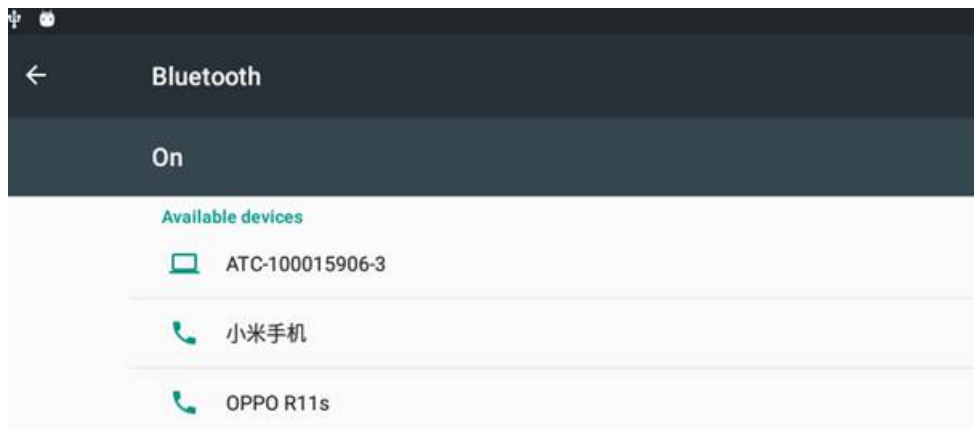 Bluetooth
On
Available devices
ATC-100015906-3
小米手机
OPPO R11s